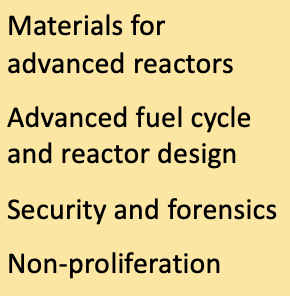 Materials for
advanced reactors
Advanced fuel cycle
and reactor design
Security and forensics
Non-proliferation